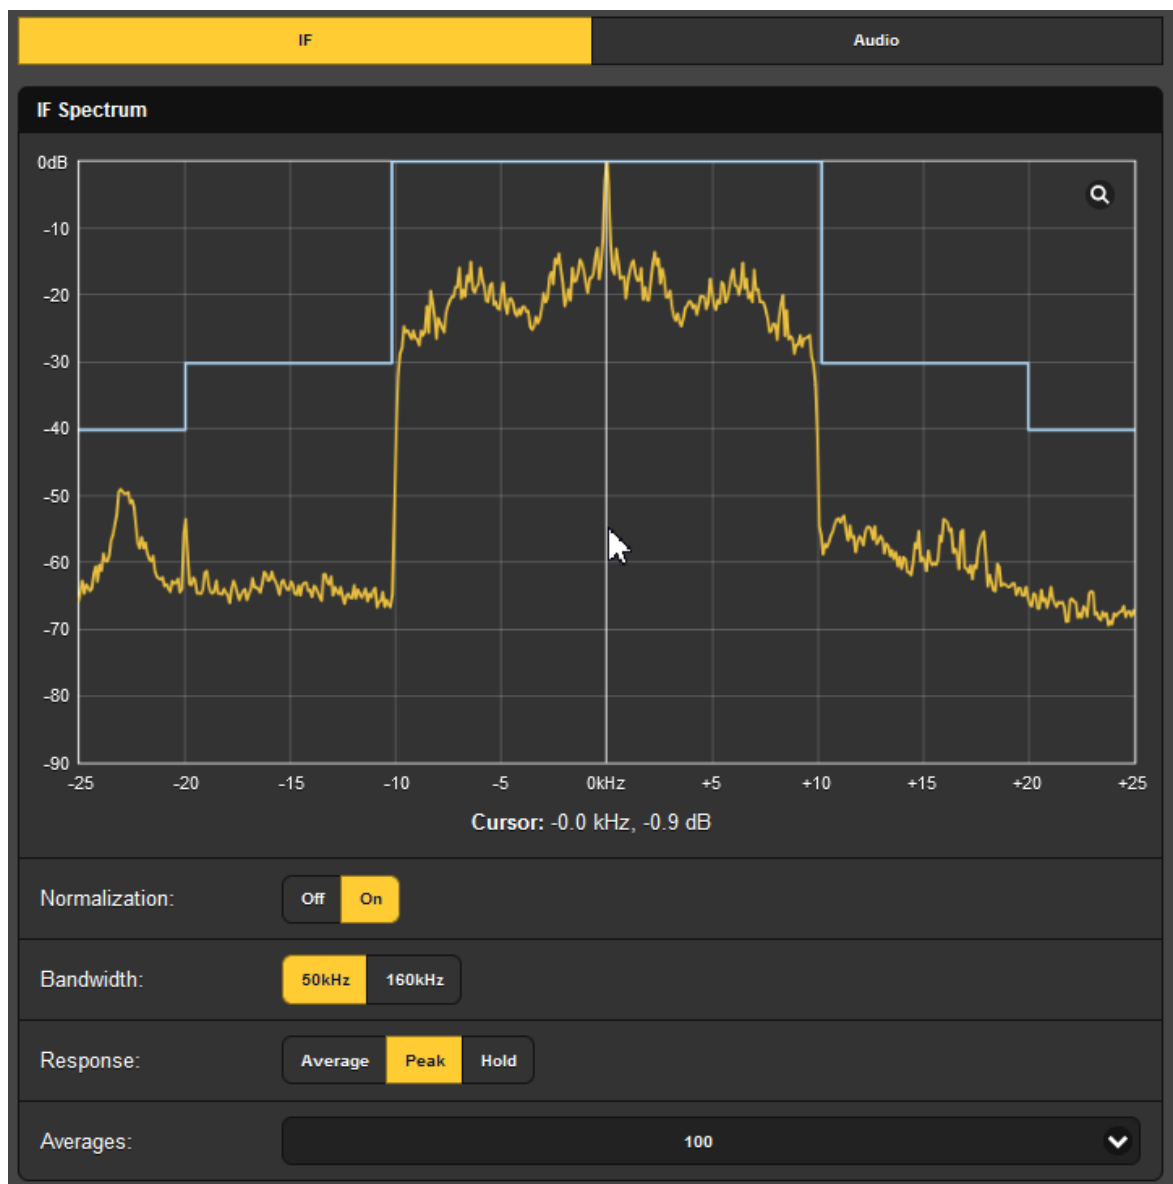 IF Audio
IF Spectrum
0dB
-10
-20
-30
-40
-50
-60
-70
-80
-90
-25 -20 -15 -10 -5 0kHz +5 +10 +15 +20 +25
Cursor: -0.0 kHz, -0.9 dB
Normalization: Off On
Bandwidth: 50kHz 160kHz
Response: Average Peak Hold
Averages: 100